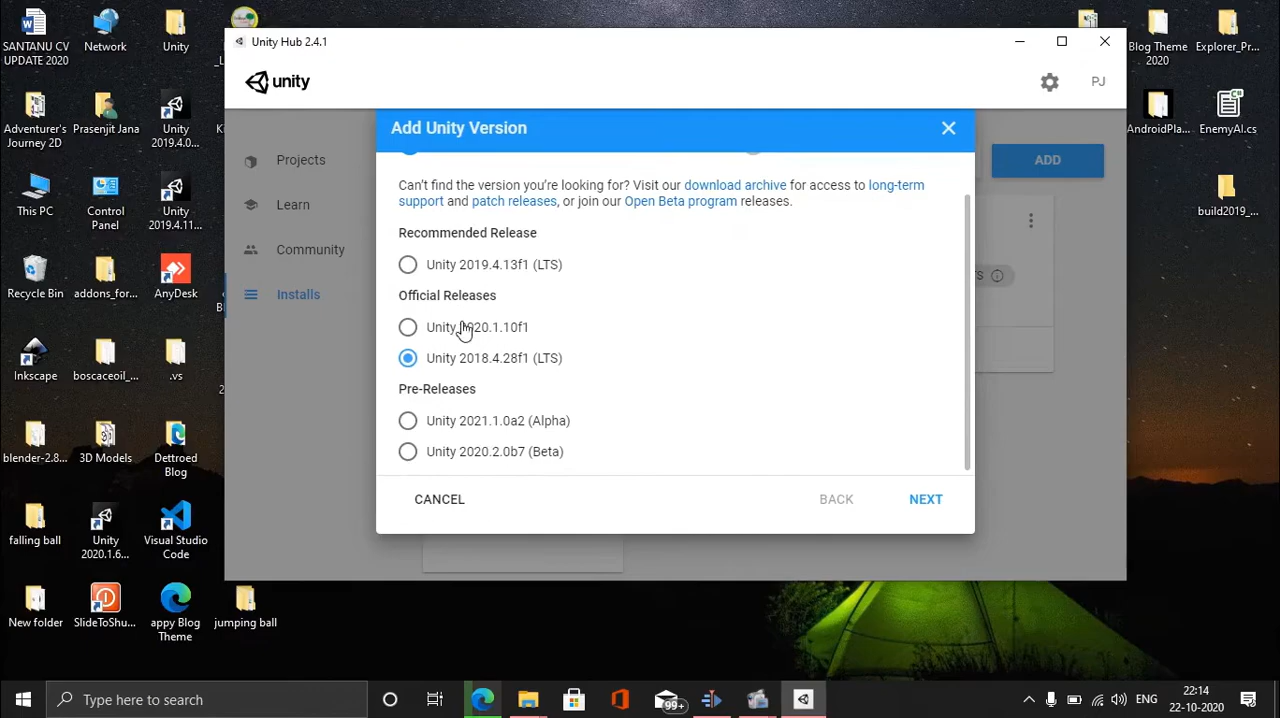 SANTANU CV
UPDATE 2020
Network
Unity
Blog Theme
2020
Explorer_Pr...
Unity Hub 2.4.1
unity
PJ
Adventurer's
Journey 2D
Prasenjit Jana
Unity
2019.4.0...
AndroidPla...
EnemyAI.cs
Add Unity Version
Projects
ADD
Can't find the version you're looking for? Visit our download archive for access to long-term
support and patch releases, or join our Open Beta program releases.
This PC
Control
Panel
Unity
2019.4.11...
Learn
build2019_...
Recommended Release
Community
Unity 2019.4.13f1 (LTS)
Recycle Bin
addons_for...
AnyDesk
Installs
Official Releases
Unity 2020.1.10f1
Unity 2018.4.28f1 (LTS)
Inkscape
boscaceoil_...
.vs
Pre-Releases
Unity 2021.1.0a2 (Alpha)
Unity 2020.2.0b7 (Beta)
blender-2.8...
3D Models
Dettroed
Blog
CANCEL
BACK
NEXT
falling ball
Unity
2020.1.6...
Visual Studio
Code
New folder
SlideToShu...
appy Blog
Theme
jumping ball
Type here to search
99+
ENG
22:14
22-10-2020